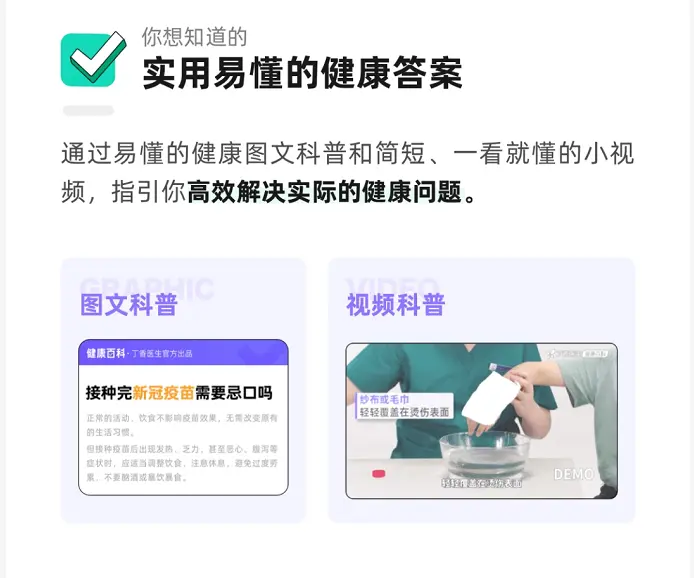 你想知道的
实用易懂的健康答案
通过易懂的健康图文科普和简短、一看就懂的小视
频，指引你高效解决实际的健康问题。
GRAPHIC
图文科普
健康百科·丁香医生官方出品
接种完新冠疫苗需要忌口吗
正常的活动、饮食不影响疫苗效果，无需改变原有
的生活习惯。
但接种疫苗后出现发热、乏力，甚至恶心、腹泻等
症状时，应适当调整饮食，注意休息，避免过度劳
累，不要酗酒或暴饮暴食。
VIDEO
视频科普
纱布或毛巾
轻轻覆盖在烫伤表面
DEMO
轻轻覆盖在烫伤表面